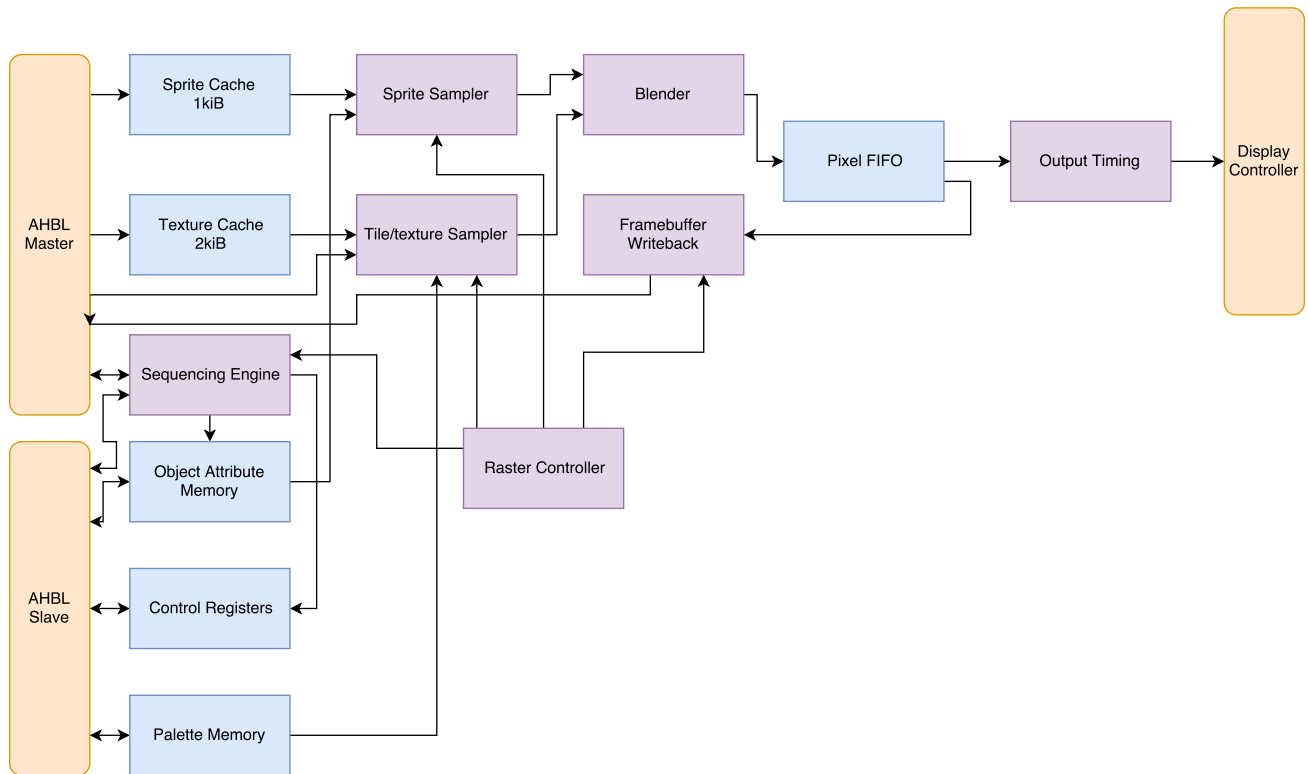 AHBL
Master
Sprite Cache
1kiB
Sprite Sampler
Blender
Pixel FIFO
Output Timing
Display
Controller
Texture Cache
2kiB
Tile/texture Sampler
Framebuffer
Writeback
Sequencing Engine
Object Attribute
Memory
Raster Controller
AHBL
Slave
Control Registers
Palette Memory